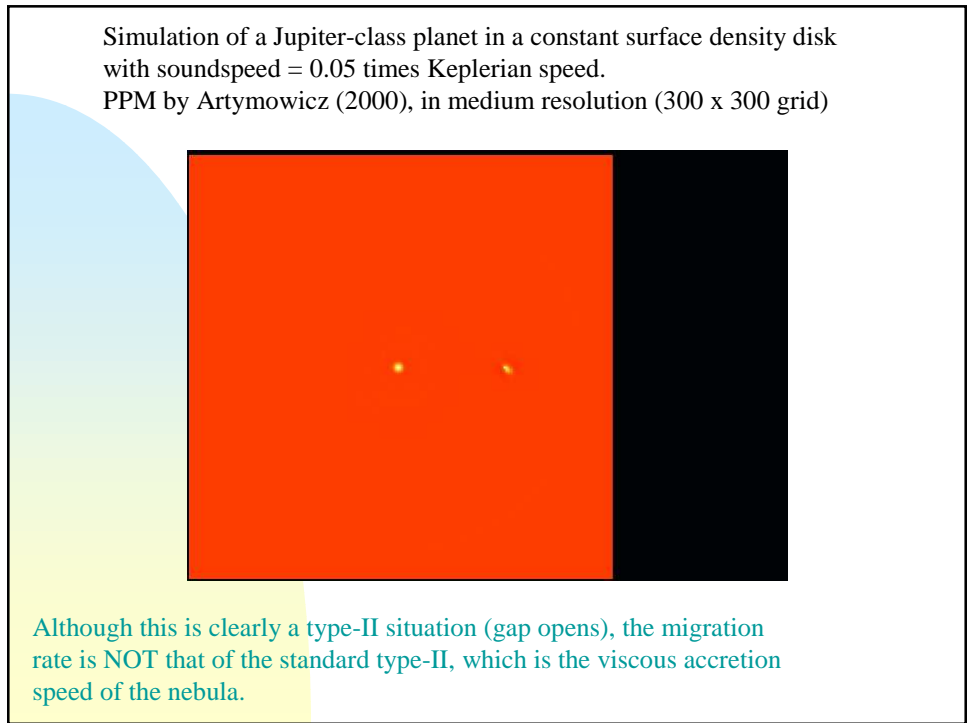 Simulation of a Jupiter-class planet in a constant surface density disk
with soundspeed = 0.05 times Keplerian speed.
PPM by Artymowicz (2000), in medium resolution (300 x 300 grid)
Although this is clearly a type-II situation (gap opens), the migration
rate is NOT that of the standard type-II, which is the viscous accretion
speed of the nebula.